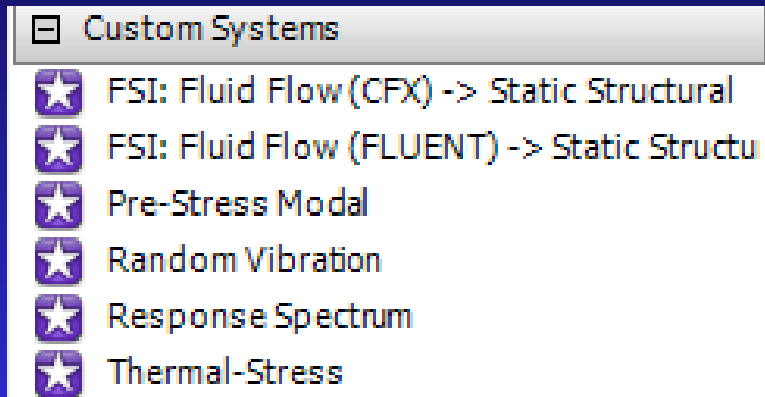 Custom Systems
FSI: Fluid Flow (CFX) -> Static Structural
FSI: Fluid Flow (FLUENT) -> Static Structu
Pre-Stress Modal
Random Vibration
Response Spectrum
Thermal-Stress